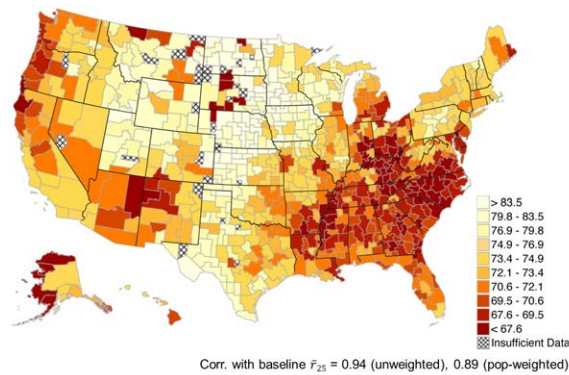 > 83.5
79.8 - 83.5
76.9 - 79.8
74.9 - 76.9
73.4 - 74.9
72.1 - 73.4
70.6 - 72.1
69.5 - 70.6
67.6 - 69.5
< 67.6
Insufficient Data
Corr. with baseline r̄₂₅ = 0.94 (unweighted), 0.89 (pop-weighted)